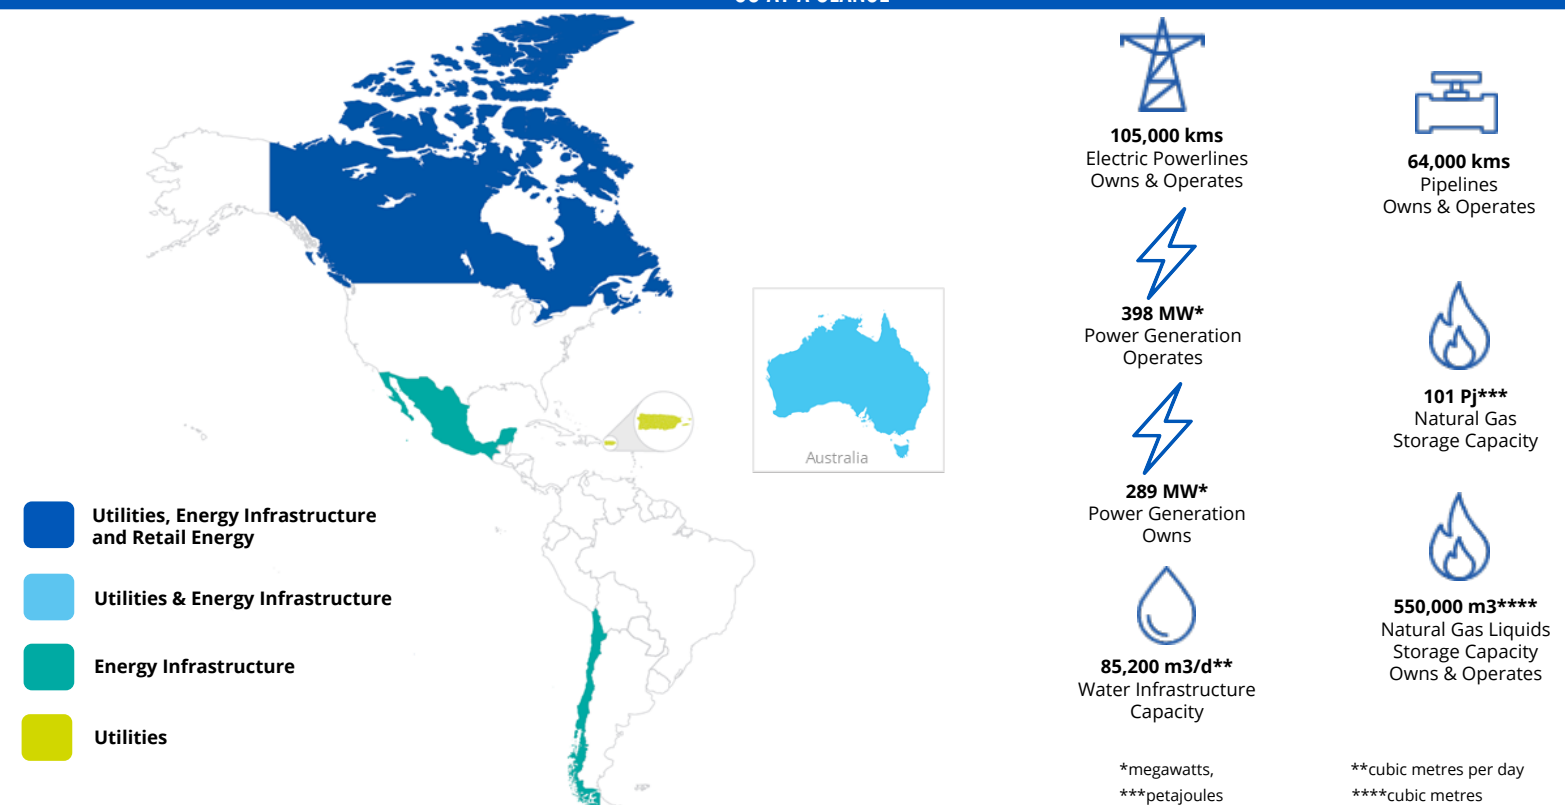 Australia
Utilities, Energy Infrastructure
and Retail Energy
Utilities & Energy Infrastructure
Energy Infrastructure
Utilities
105,000 kms
Electric Powerlines
Owns & Operates
398 MW*
Power Generation
Operates
289 MW*
Power Generation
Owns
85,200 m3/d**
Water Infrastructure
Capacity
64,000 kms
Pipelines
Owns & Operates
101 Pj***
Natural Gas
Storage Capacity
550,000 m3****
Natural Gas Liquids
Storage Capacity
Owns & Operates
*megawatts,
**cubic metres per day
***petajoules
****cubic metres